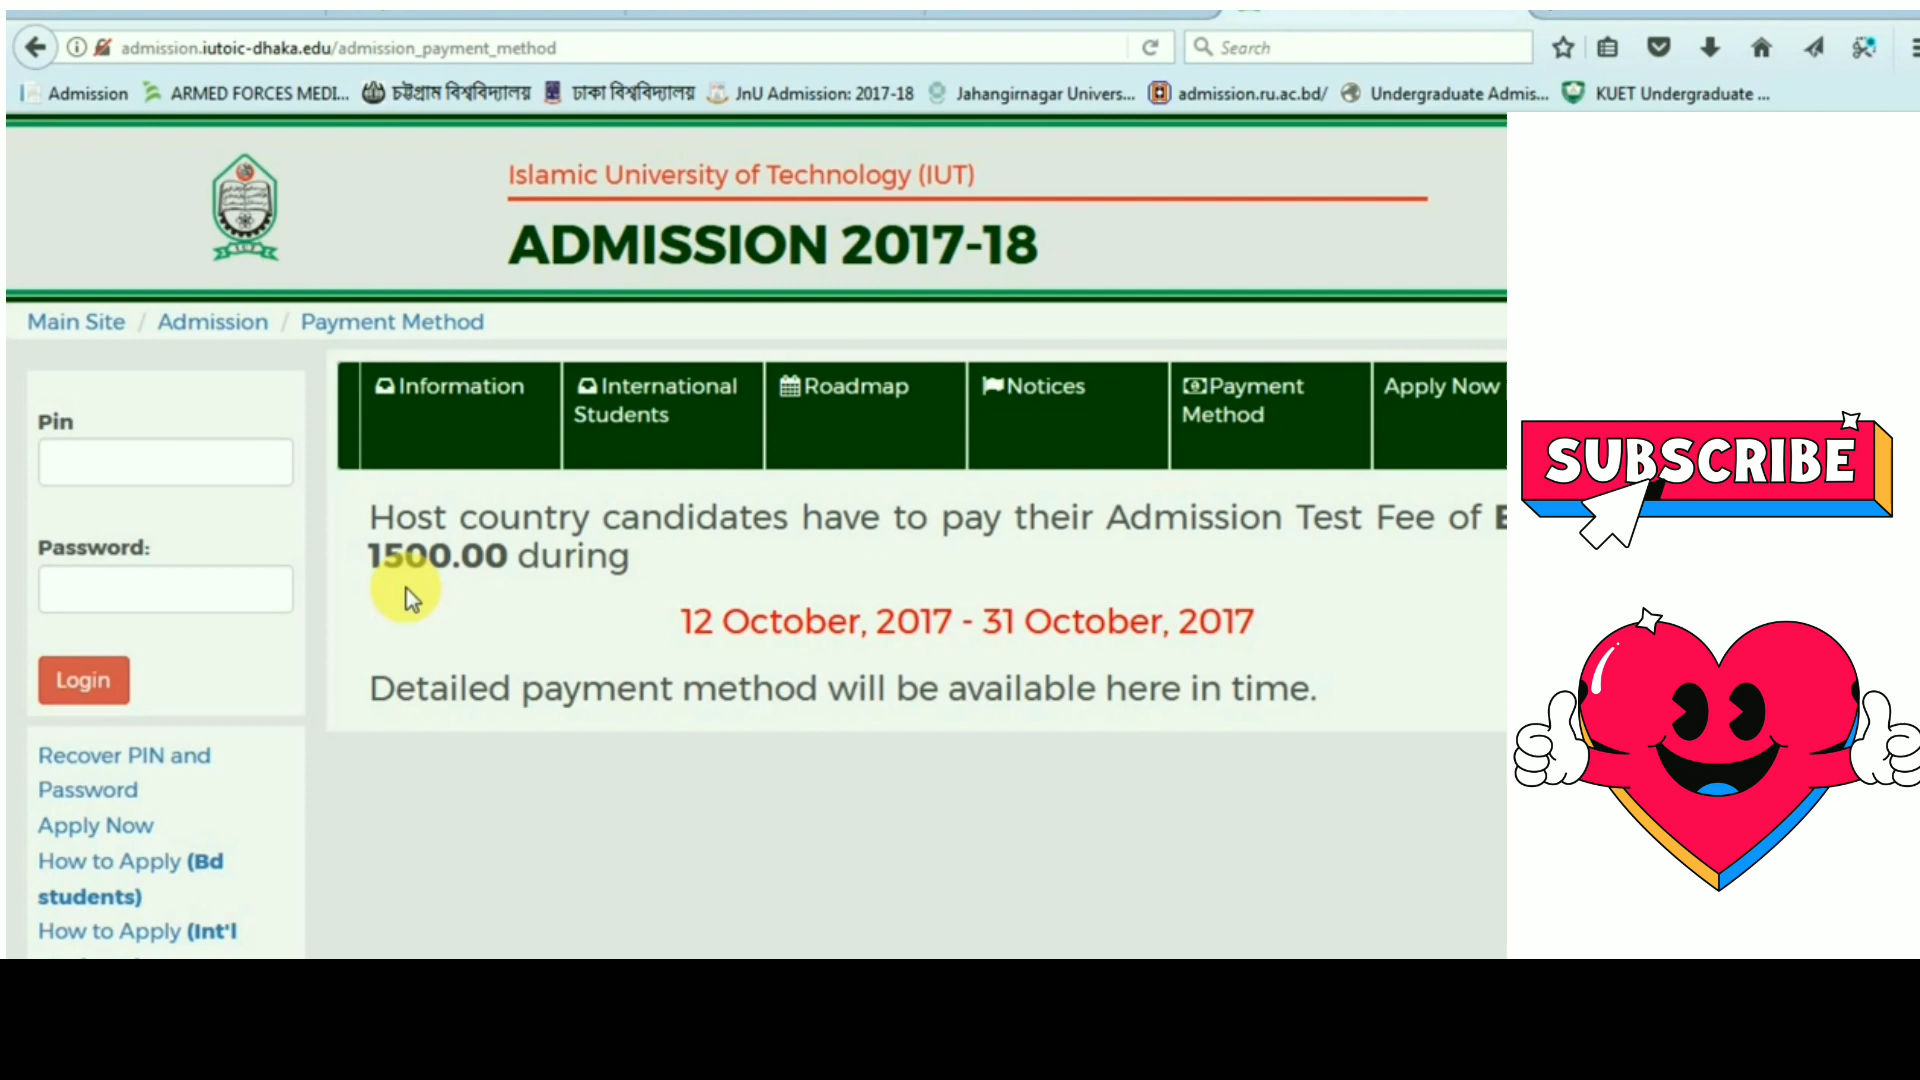 admission.iutoic-dhaka.edu/admission_payment_method
Search
Admission
ARMED FORCES MEDI...
চট্টগ্রাম বিশ্ববিদ্যালয়
ঢাকা বিশ্ববিদ্যালয়
JnU Admission: 2017-18
Jahangirnagar Univers...
admission.ru.ac.bd/
Undergraduate Admis...
KUET Undergraduate ...
Islamic University of Technology (IUT)
ADMISSION 2017-18
Main Site / Admission / Payment Method
Information
International
Students
Roadmap
Notices
Payment
Method
Apply Now
Pin
Password:
Login
Recover PIN and
Password
Apply Now
How to Apply (Bd
students)
How to Apply (Int'l
Host country candidates have to pay their Admission Test Fee of
1500.00 during
12 October, 2017 - 31 October, 2017
Detailed payment method will be available here in time.
SUBSCRIBE